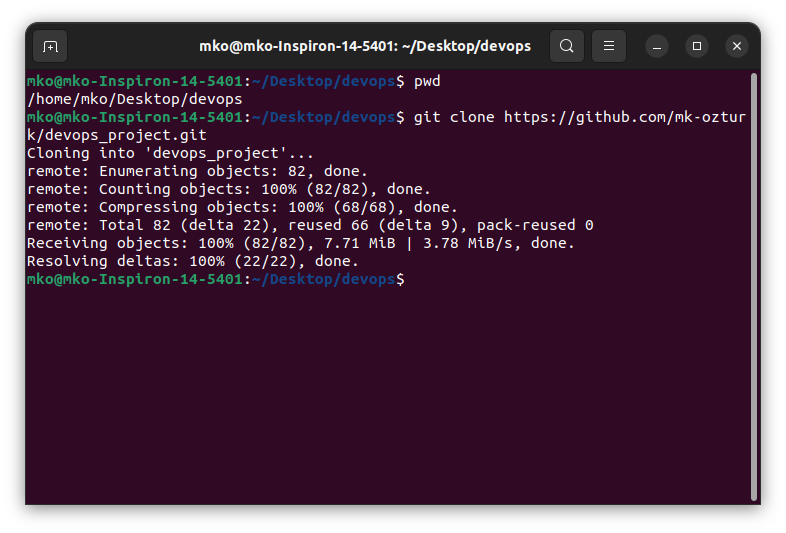 mko@mko-Inspiron-14-5401: ~/Desktop/devops
mko@mko-Inspiron-14-5401:~/Desktop/devops$ pwd
/home/mko/Desktop/devops
mko@mko-Inspiron-14-5401:~/Desktop/devops$ git clone https://github.com/mk-oztur
k/devops_project.git
Cloning into 'devops_project'...
remote: Enumerating objects: 82, done.
remote: Counting objects: 100% (82/82), done.
remote: Compressing objects: 100% (68/68), done.
remote: Total 82 (delta 22), reused 66 (delta 9), pack-reused 0
Receiving objects: 100% (82/82), 7.71 MiB | 3.78 MiB/s, done.
Resolving deltas: 100% (22/22), done.
mko@mko-Inspiron-14-5401:~/Desktop/devops$